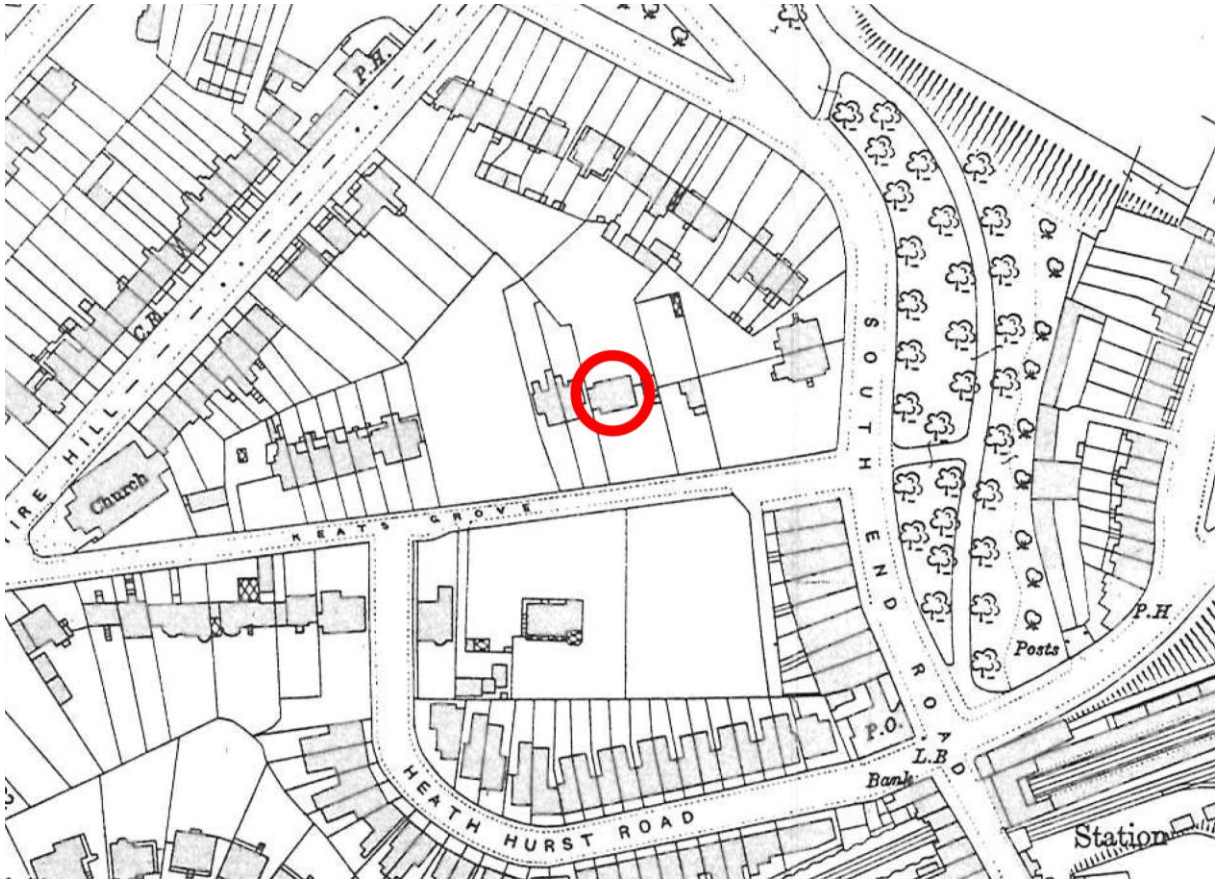 P.H.
C.R.
IRE HILL
Church
KEATS GROVE
SOUTH END ROAD
HEATH HURST ROAD
P.H
Posts
P.O.
L.B
Bank
Station